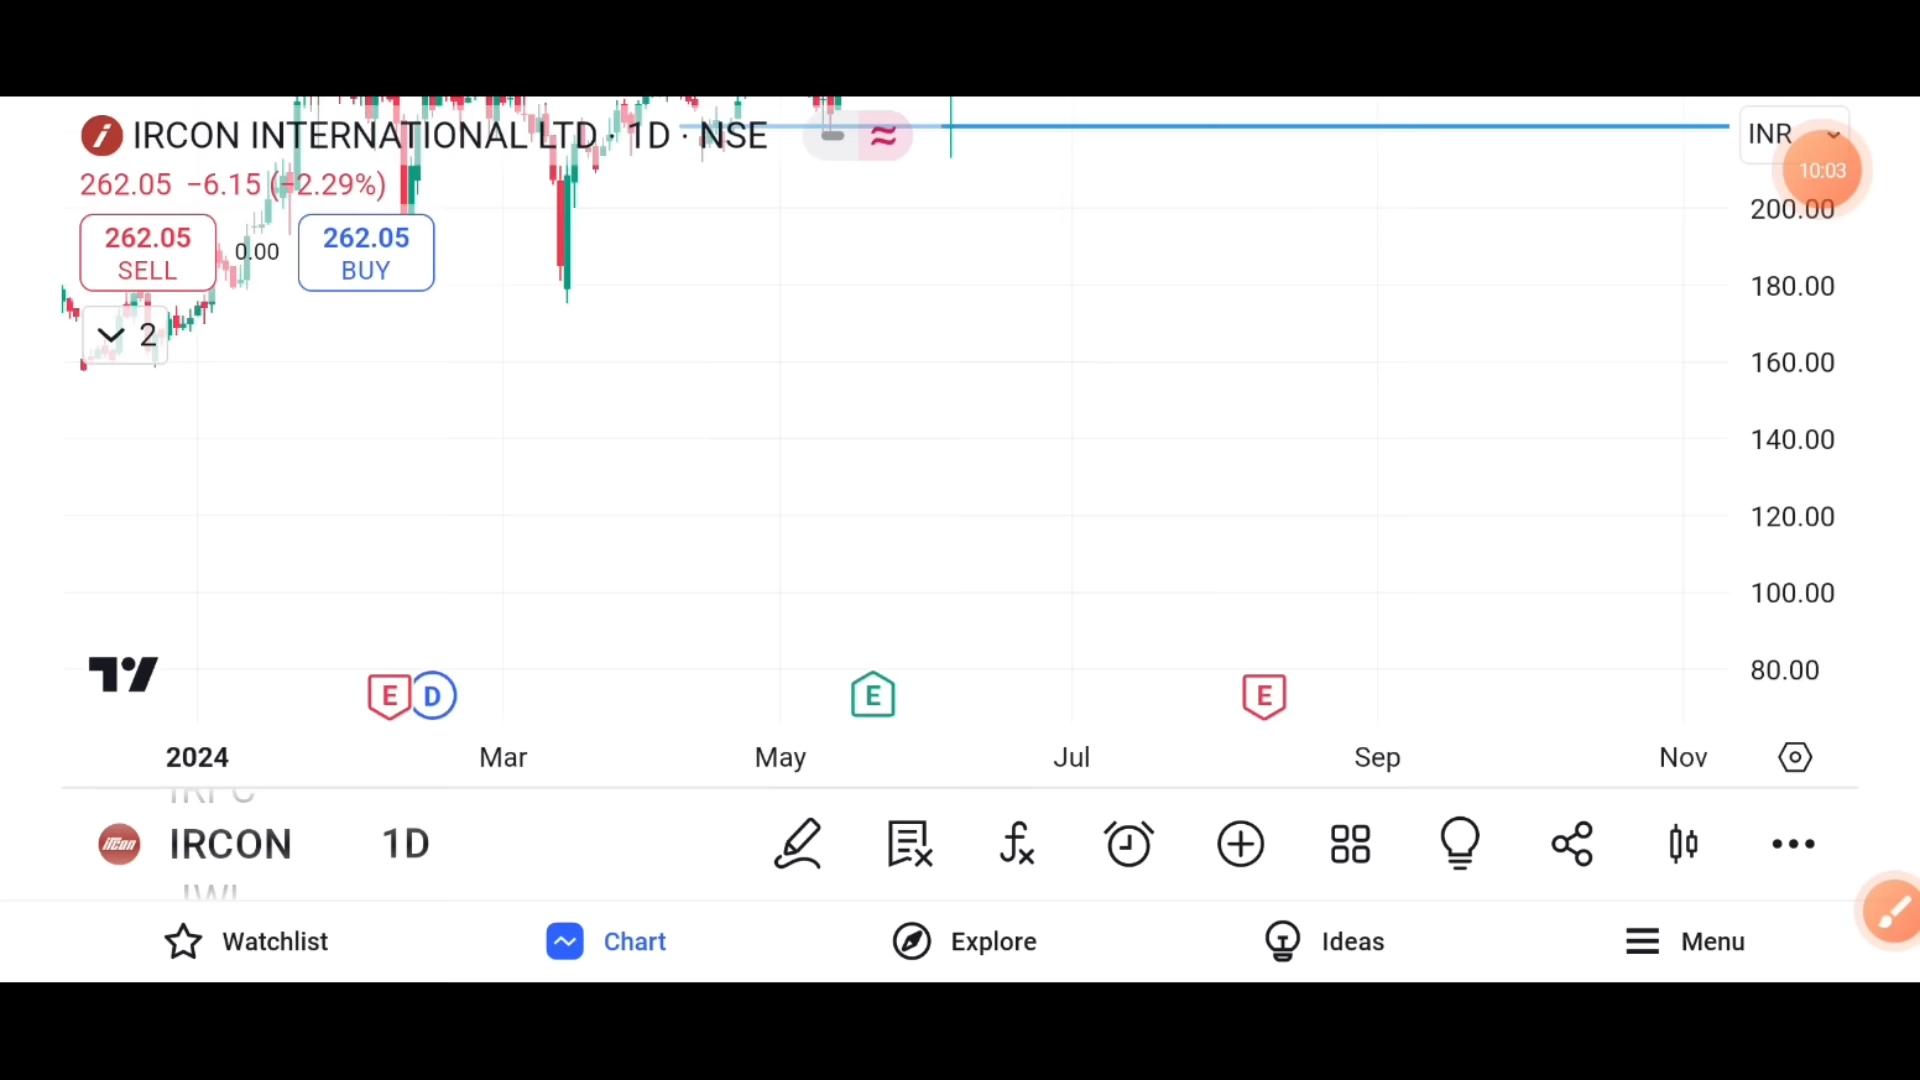 IRCON INTERNATIONAL LTD · 1D · NSE
INR
10:03
262.05 −6.15 (−2.29%)
262.05
SELL
0.00
262.05
BUY
2
200.00
180.00
160.00
140.00
120.00
100.00
80.00
E
D
E
E
2024
Mar
May
Jul
Sep
Nov
IRCON
1D
Watchlist
Chart
Explore
Ideas
Menu